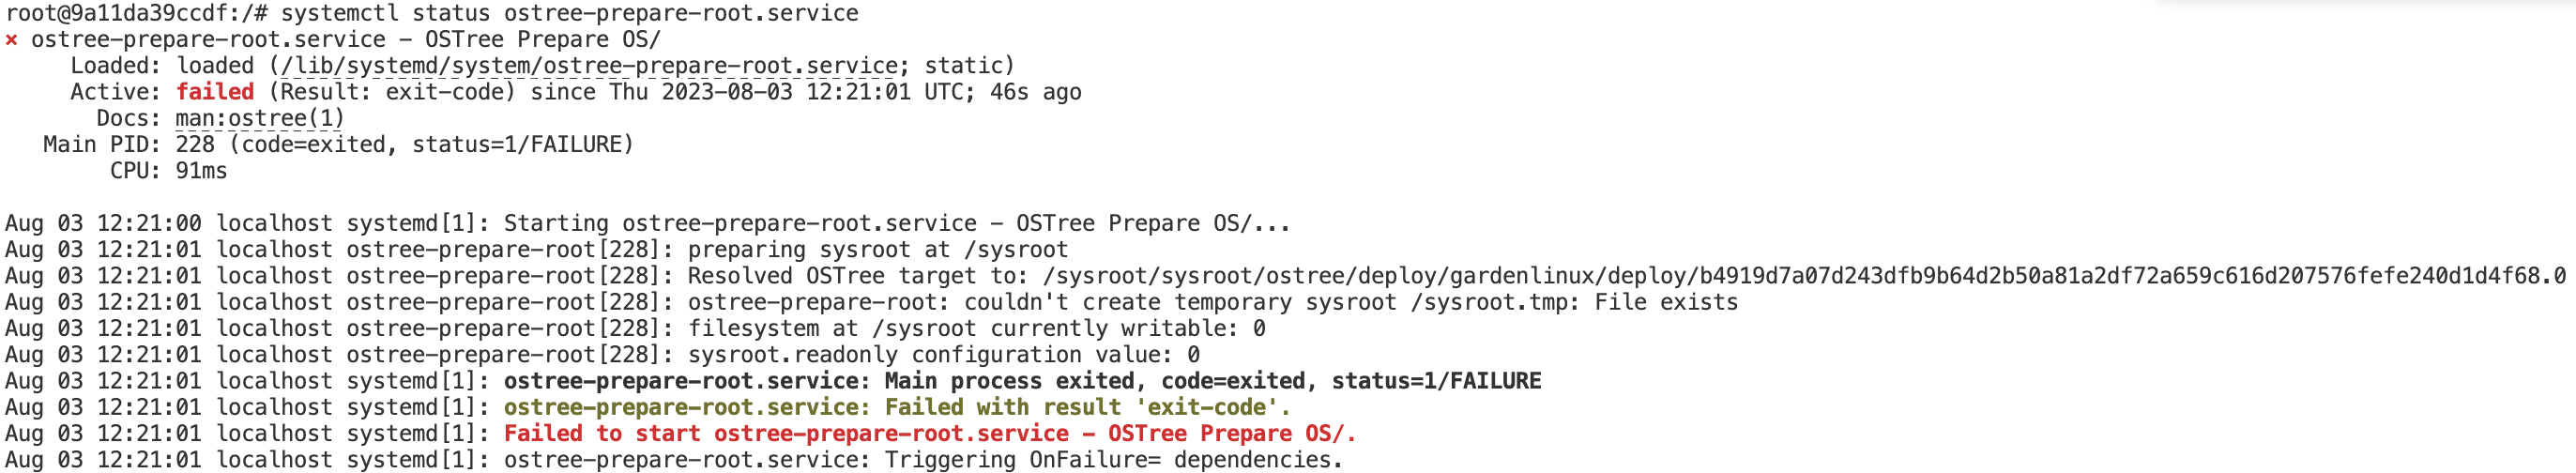 root@9a11da39ccdf:/# systemctl status ostree-prepare-root.service
× ostree-prepare-root.service - OSTree Prepare OS/
Loaded: loaded (/lib/systemd/system/ostree-prepare-root.service; static)
Active: failed (Result: exit-code) since Thu 2023-08-03 12:21:01 UTC; 46s ago
Docs: man:ostree(1)
Main PID: 228 (code=exited, status=1/FAILURE)
CPU: 91ms
Aug 03 12:21:00 localhost systemd[1]: Starting ostree-prepare-root.service - OSTree Prepare OS/...
Aug 03 12:21:01 localhost ostree-prepare-root[228]: preparing sysroot at /sysroot
Aug 03 12:21:01 localhost ostree-prepare-root[228]: Resolved OSTree target to: /sysroot/sysroot/ostree/deploy/gardenlinux/deploy/b4919d7a07d243dfb9b64d2b50a81a2df72a659c616d207576fefe240d1d4f68.0
Aug 03 12:21:01 localhost ostree-prepare-root[228]: ostree-prepare-root: couldn't create temporary sysroot /sysroot.tmp: File exists
Aug 03 12:21:01 localhost ostree-prepare-root[228]: filesystem at /sysroot currently writable: 0
Aug 03 12:21:01 localhost ostree-prepare-root[228]: sysroot.readonly configuration value: 0
Aug 03 12:21:01 localhost systemd[1]: ostree-prepare-root.service: Main process exited, code=exited, status=1/FAILURE
Aug 03 12:21:01 localhost systemd[1]: ostree-prepare-root.service: Failed with result 'exit-code'.
Aug 03 12:21:01 localhost systemd[1]: Failed to start ostree-prepare-root.service - OSTree Prepare OS/.
Aug 03 12:21:01 localhost systemd[1]: ostree-prepare-root.service: Triggering OnFailure= dependencies.